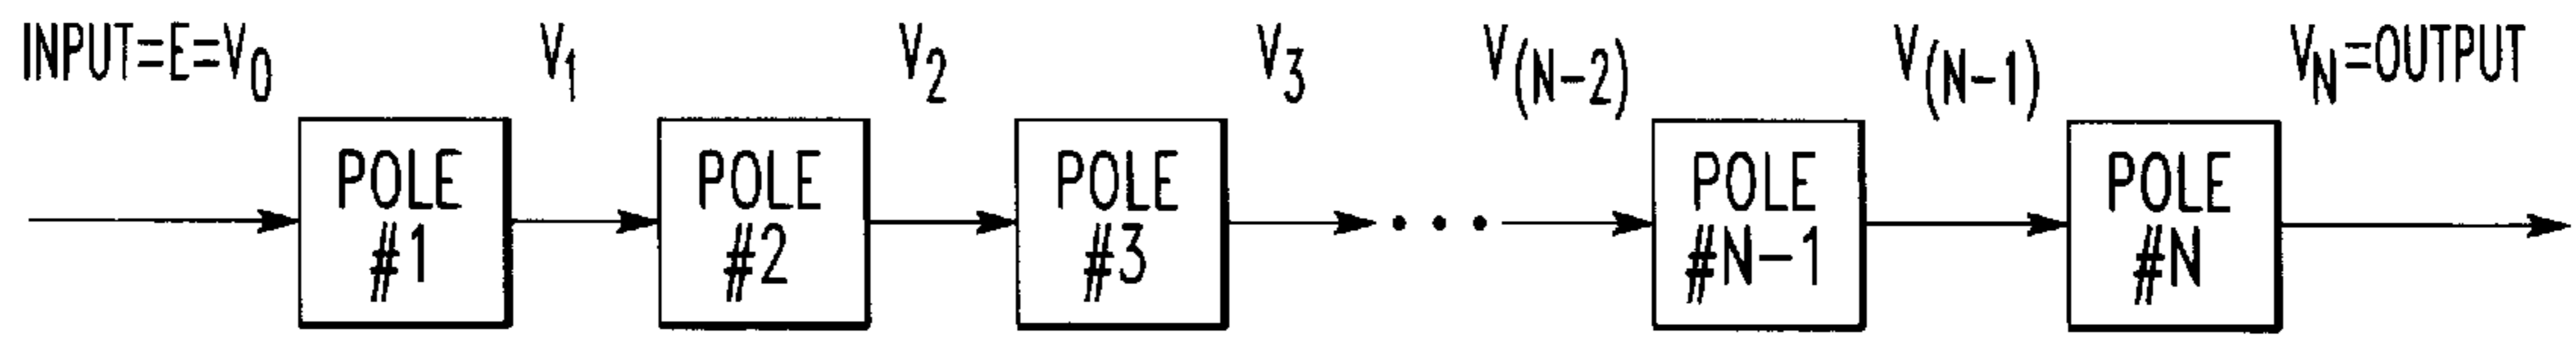 INPUT=E=V0 V1 V2 V3 V(N-2) V(N-1) VN=OUTPUT
POLE POLE POLE POLE POLE
#1 #2 #3 #N-1 #N